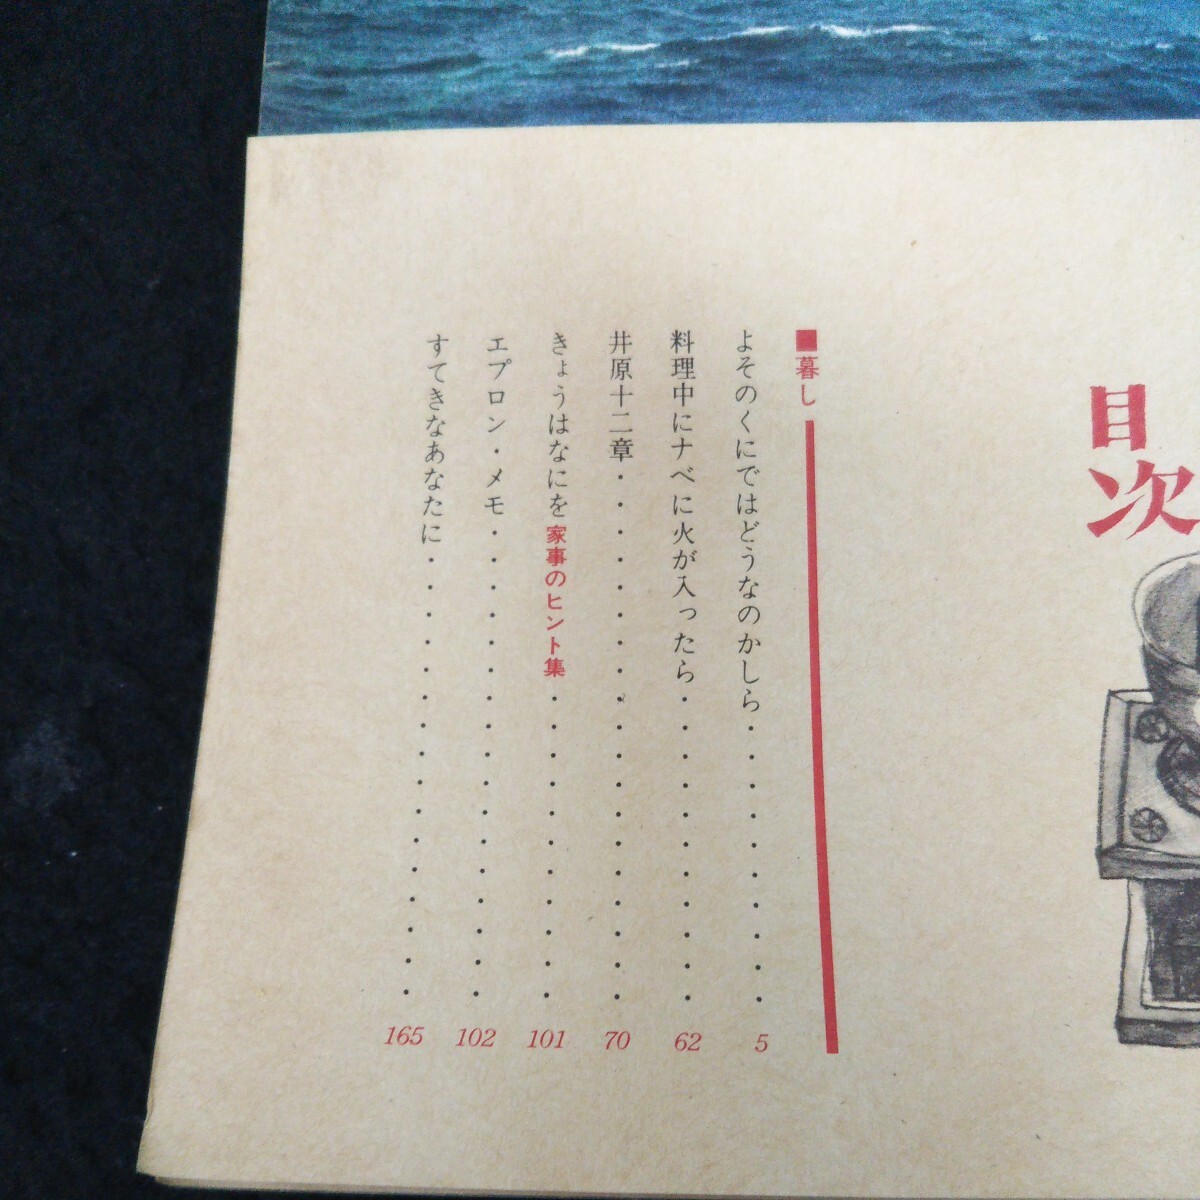 目次
■暮し
よそのくにではどうなのかしら・・・・・・・・・・5
料理中にナベに火が入ったら・・・・・・・・・・・62
井原十二章・・・・・・・・・・・・・・・・・・・70
きょうはなにを 家事のヒント集・・・・・・・・・・・101
エプロン・メモ・・・・・・・・・・・・・・・・・102
すてきなあなたに・・・・・・・・・・・・・・・・165